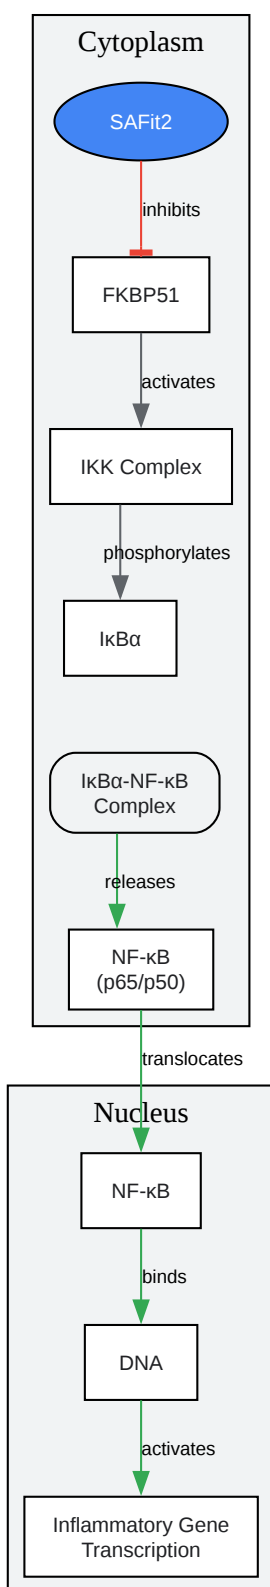 Cytoplasm
SAFit2
inhibits
FKBP51
activates
IKK Complex
phosphorylates
IκBα
IκBα-NF-κB
Complex
releases
NF-κB
(p65/p50)
translocates
Nucleus
NF-κB
binds
DNA
activates
Inflammatory Gene
Transcription